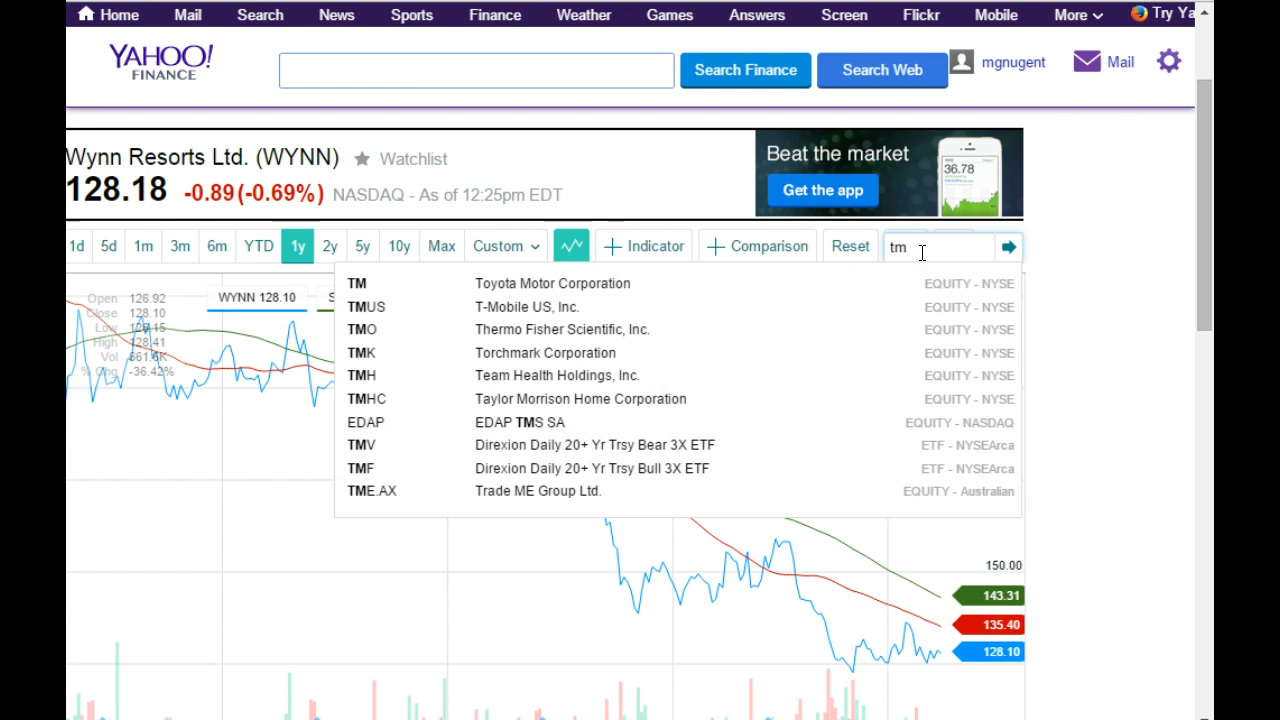 Home Mail Search News Sports Finance Weather Games Answers Screen Flickr Mobile More Try Ya
YAHOO!
FINANCE
Search Finance Search Web mgnugent Mail
Wynn Resorts Ltd. (WYNN) Watchlist
128.18 -0.89 (-0.69%) NASDAQ - As of 12:25pm EDT
Beat the market
Get the app
36.78
1d 5d 1m 3m 6m YTD 1y 2y 5y 10y Max Custom Indicator Comparison Reset tm
Open 126.92
Close 128.10
Low
High 128.41
Vol 661.6K
% Chg -36.42%
WYNN 128.10
TM Toyota Motor Corporation EQUITY - NYSE
TMUS T-Mobile US, Inc. EQUITY - NYSE
TMO Thermo Fisher Scientific, Inc. EQUITY - NYSE
TMK Torchmark Corporation EQUITY - NYSE
TMH Team Health Holdings, Inc. EQUITY - NYSE
TMHC Taylor Morrison Home Corporation EQUITY - NYSE
EDAP EDAP TMS SA EQUITY - NASDAQ
TMV Direxion Daily 20+ Yr Trsy Bear 3X ETF ETF - NYSEArca
TMF Direxion Daily 20+ Yr Trsy Bull 3X ETF ETF - NYSEArca
TME.AX Trade ME Group Ltd. EQUITY - Australian
150.00
143.31
135.40
128.10